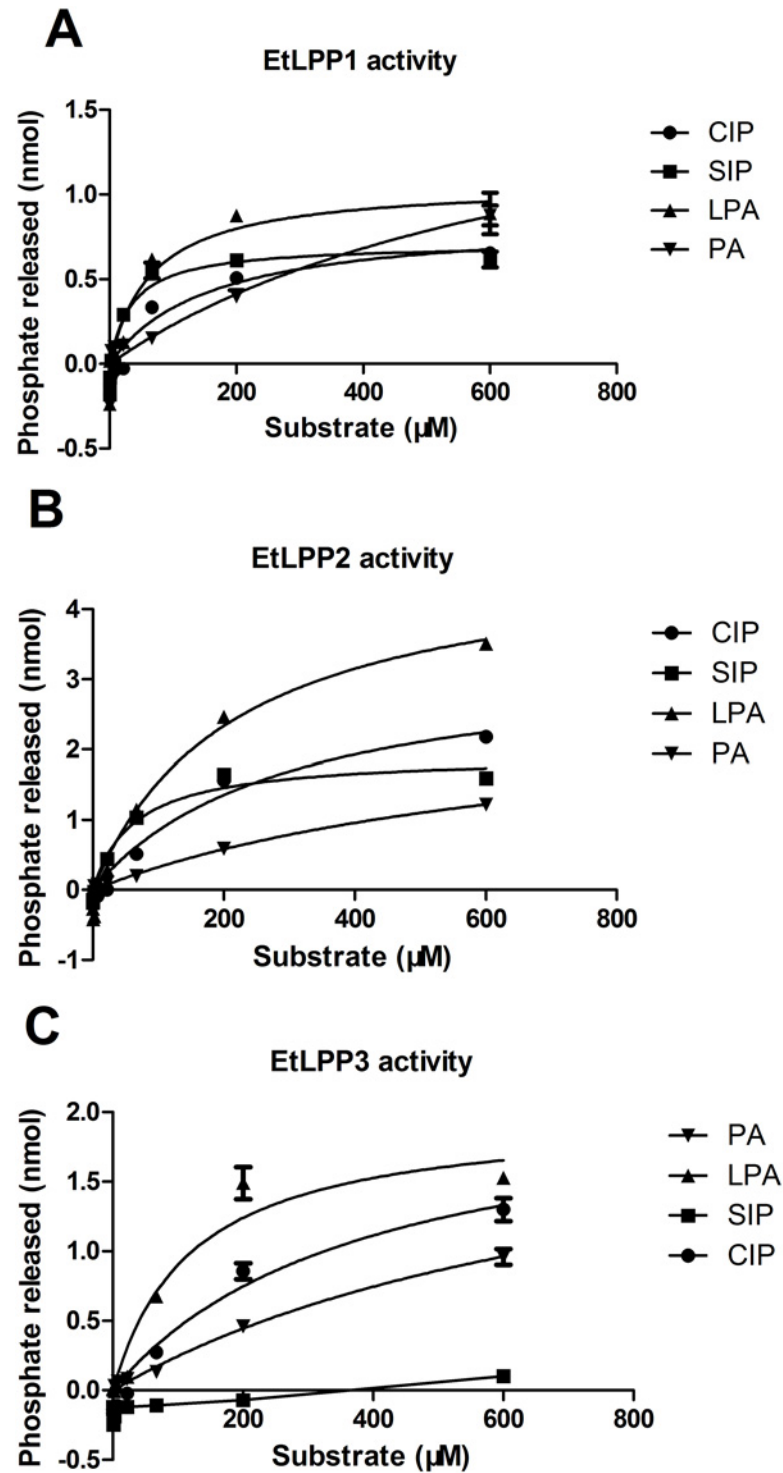 A
EtLPP1 activity
Phosphate released (nmol)
1.5
1.0
0.5
0.0
-0.5
200
400
600
800
Substrate (µM)
CIP
SIP
LPA
PA
B
EtLPP2 activity
Phosphate released (nmol)
4
3
2
1
0
-1
200
400
600
800
Substrate (µM)
CIP
SIP
LPA
PA
C
EtLPP3 activity
Phosphate released (nmol)
2.0
1.5
1.0
0.5
0.0
-0.5
200
400
600
800
Substrate (µM)
PA
LPA
SIP
CIP